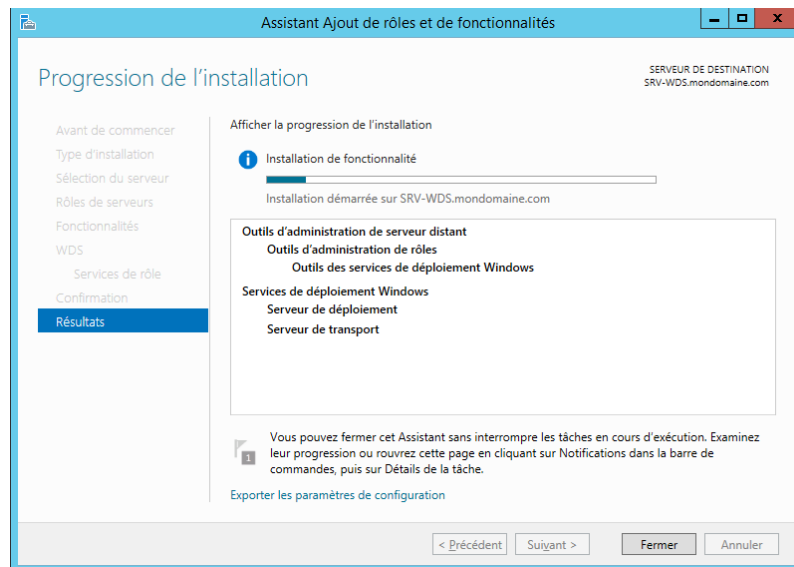 Assistant Ajout de rôles et de fonctionnalités
Progression de l'installation
SERVEUR DE DESTINATION
SRV-WDS.mondomaine.com
Avant de commencer
Type d'installation
Sélection du serveur
Rôles de serveurs
Fonctionnalités
WDS
Services de rôle
Confirmation
Résultats
Afficher la progression de l'installation
Installation de fonctionnalité
Installation démarrée sur SRV-WDS.mondomaine.com
Outils d'administration de serveur distant
Outils d'administration de rôles
Outils des services de déploiement Windows
Services de déploiement Windows
Serveur de déploiement
Serveur de transport
1
Vous pouvez fermer cet Assistant sans interrompre les tâches en cours d'exécution. Examinez
leur progression ou rouvrez cette page en cliquant sur Notifications dans la barre de
commandes, puis sur Détails de la tâche.
Exporter les paramètres de configuration
< Précédent
Suivant >
Fermer
Annuler